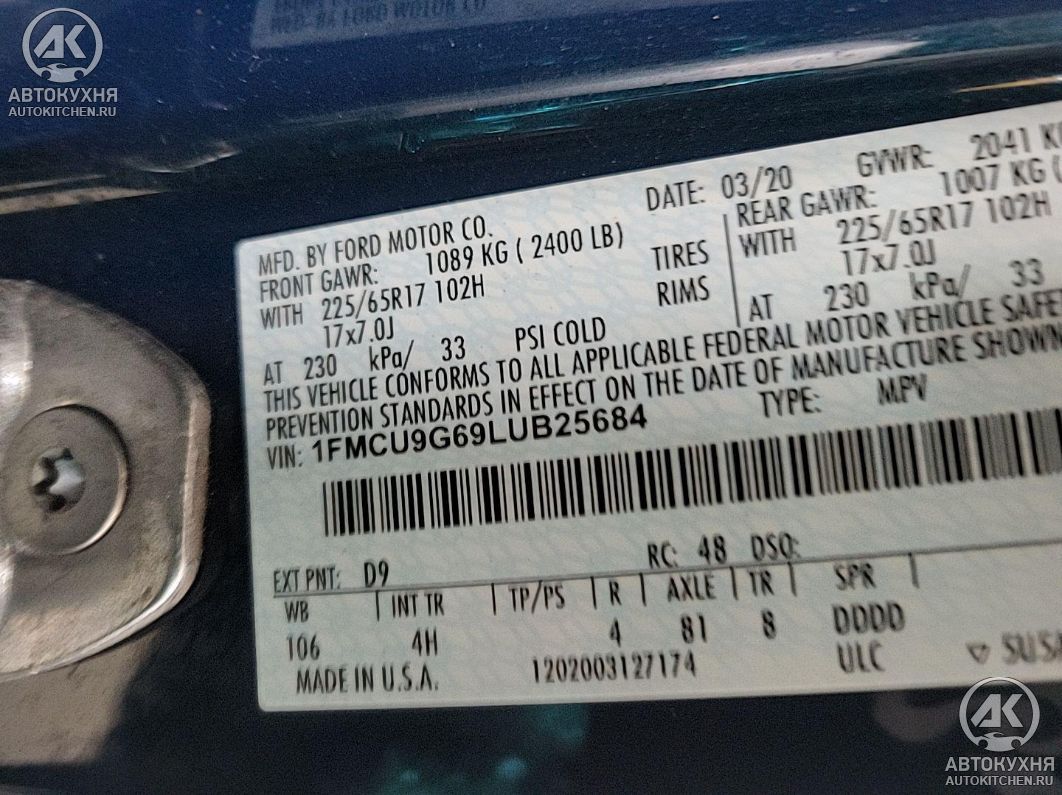 AK
АВТОКУХНЯ
AUTOKITCHEN.RU
MFD. BY FORD MOTOR CO.
DATE: 03/20
GVWR: 2041
FRONT GAWR: 1089 KG ( 2400 LB)
REAR GAWR: 1007 KG (
WITH 225/65R17 102H TIRES
WITH 225/65R17 102H
17x7.0J RIMS
17x7.0J
AT 230 kPa/ 33 PSI COLD
AT 230 kPa/ 33
THIS VEHICLE CONFORMS TO ALL APPLICABLE FEDERAL MOTOR VEHICLE SAFE
PREVENTION STANDARDS IN EFFECT ON THE DATE OF MANUFACTURE SHOWN
VIN: 1FMCU9G69LUB25684 TYPE: MPV
EXT PNT: D9 RC: 48 DSO:
WB INT TR TP/PS R AXLE TR SPR
106 4H 4 81 8 DDDD
MADE IN U.S.A. 1202003127174 ULC
AK
АВТОКУХНЯ
AUTOKITCHEN.RU